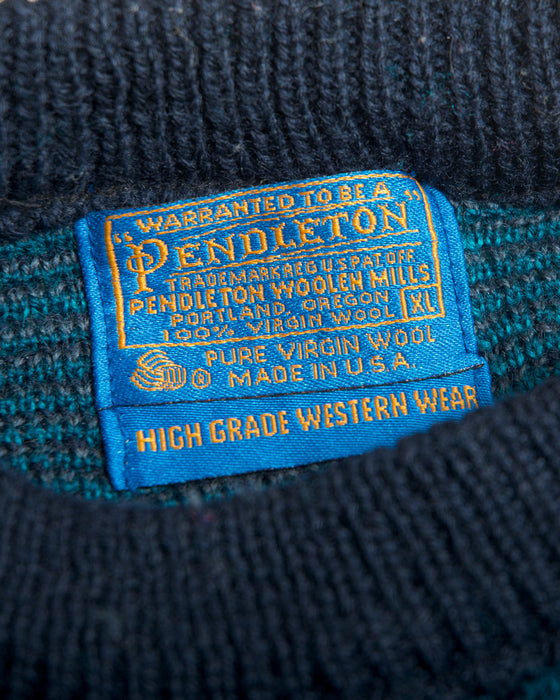 "WARRANTED TO BE A
PENDLETON"
TRADEMARK REG U.S PAT. OFF
PENDLETON WOOLEN MILLS
PORTLAND, OREGON
100% VIRGIN WOOL XL
PURE VIRGIN WOOL
® MADE IN U.S.A.
HIGH GRADE WESTERN WEAR